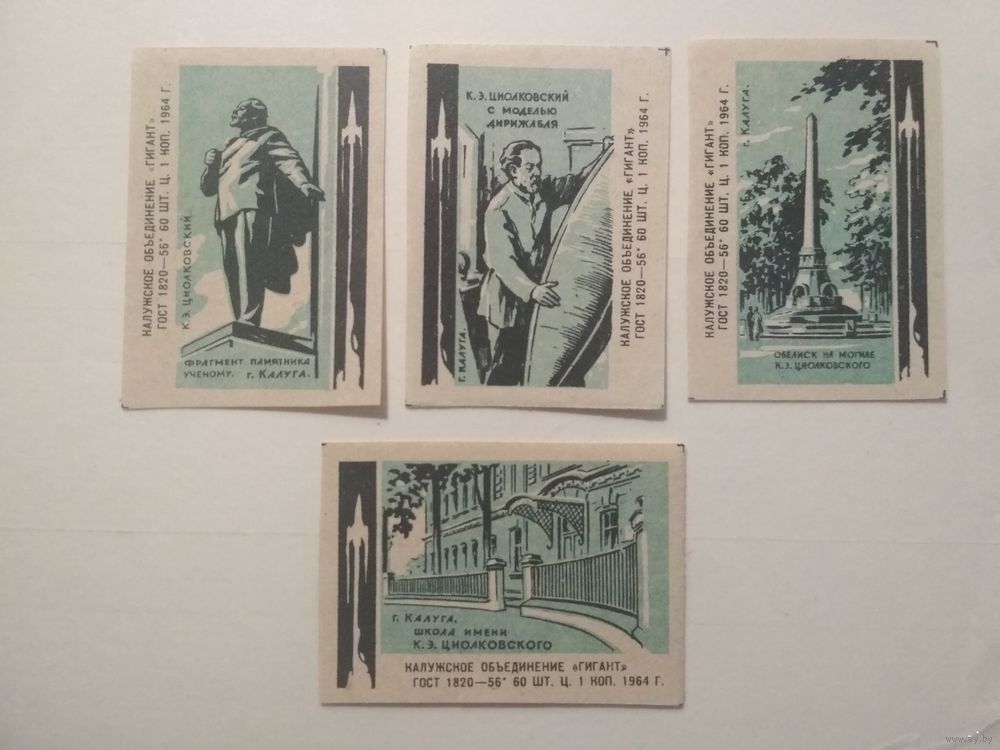 КАЛУЖСКОЕ ОБЪЕДИНЕНИЕ «ГИГАНТ»
ГОСТ 1820—56* 60 ШТ. Ц. 1 КОП. 1964 Г.
К.Э. ЦИОЛКОВСКИЙ
ФРАГМЕНТ ПАМЯТНИКА
УЧЕНОМУ. г. КАЛУГА.
К.Э. ЦИОЛКОВСКИЙ
С МОДЕЛЬЮ
ДИРИЖАБЛЯ
г. КАЛУГА.
КАЛУЖСКОЕ ОБЪЕДИНЕНИЕ «ГИГАНТ»
ГОСТ 1820—56* 60 ШТ. Ц. 1 КОП. 1964 Г.
КАЛУЖСКОЕ ОБЪЕДИНЕНИЕ «ГИГАНТ»
ГОСТ 1820—56* 60 ШТ. Ц. 1 КОП. 1964 Г.
г. КАЛУГА.
ОБЕЛИСК НА МОГИЛЕ
К.Э. ЦИОЛКОВСКОГО
г. КАЛУГА.
ШКОЛА ИМЕНИ
К.Э. ЦИОЛКОВСКОГО
КАЛУЖСКОЕ ОБЪЕДИНЕНИЕ «ГИГАНТ»
ГОСТ 1820—56* 60 ШТ. Ц. 1 КОП. 1964 Г.
www.ay.by